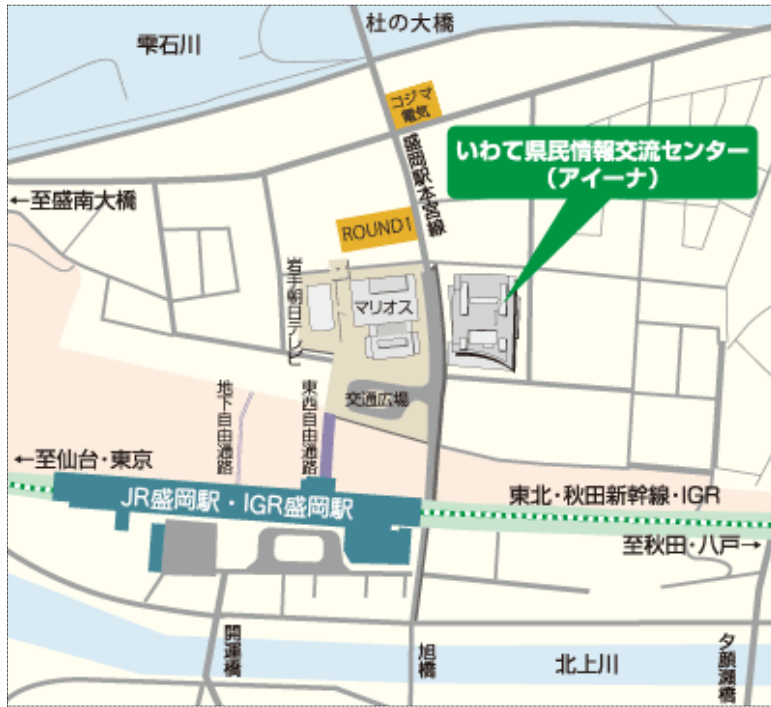 杜の大橋
雫石川
コジマ
電気
いわて県民情報交流センター
（アイーナ）
盛岡駅本宮線
←至盛南大橋
ROUND1
岩手朝日テレビ
マリオス
交通広場
地下自由通路
東西自由通路
←至仙台・東京
JR盛岡駅・IGR盛岡駅
東北・秋田新幹線・IGR
至秋田・八戸→
開運橋
旭橋
北上川
夕顔瀬橋